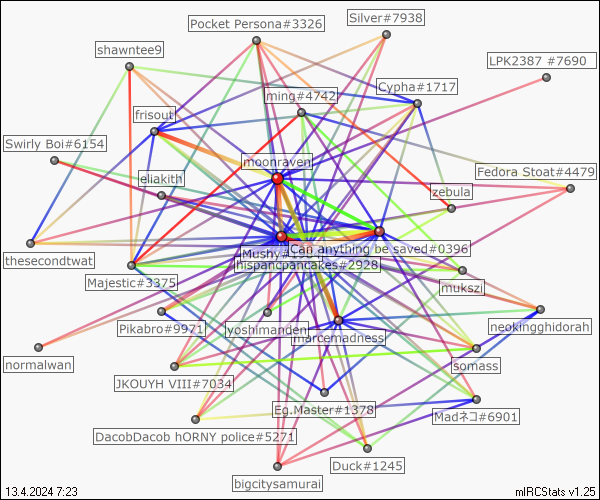 Silver#7938
Pocket Persona#3326
shawntee9
LPK2387 #7690
Cypha#1717
ming#4742
frisout
Swirly Boi#6154
moonraven
Fedora Stoat#4479
eliakith
zebula
Can anything be saved#0396
thesecondtwat
hispancpancakes#2928
Majestic#3375
mukszi
Pikabro#9971
yoshimanden
neokingghidorah
marcemadness
normalwan
somass
JKOUYH VIII#7034
Eg.Master#1378
Madネコ#6901
DacobDacob hORNY police#5271
Duck#1245
bigcitysamurai
13.4.2024 7:23
mIRCStats v1.25